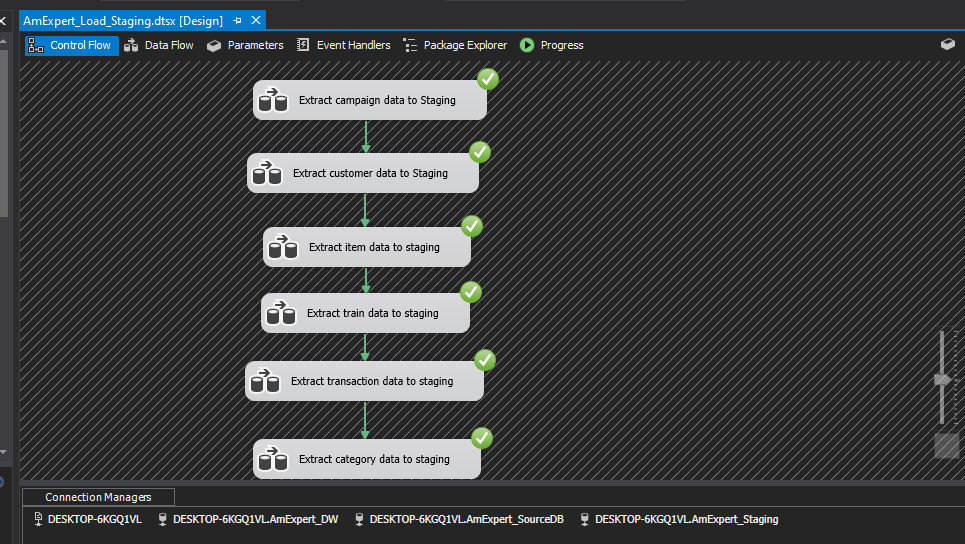 AmExpert_Load_Staging.dtsx [Design]
Control Flow Data Flow Parameters Event Handlers Package Explorer Progress
Extract campaign data to Staging
Extract customer data to Staging
Extract item data to staging
Extract train data to staging
Extract transaction data to staging
Extract category data to staging
Connection Managers
DESKTOP-6KGQ1VL DESKTOP-6KGQ1VL.AmExpert_DW DESKTOP-6KGQ1VL.AmExpert_SourceDB DESKTOP-6KGQ1VL.AmExpert_Staging